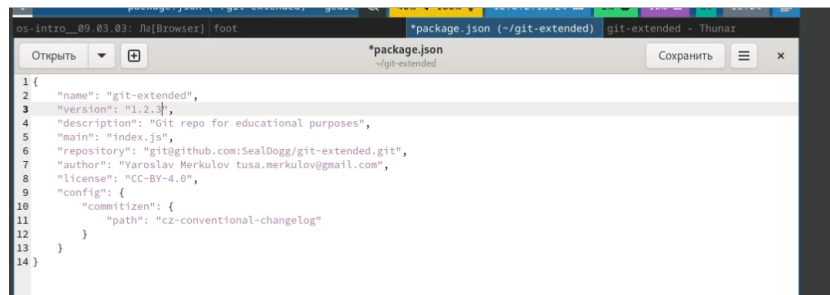 os-intro__09.03.03: Ла[Browser] foot *package.json (~/git-extended) git-extended - Thunar
Открыть *package.json Сохранить
~/git-extended
1 {
2 "name": "git-extended",
3 "version": "1.2.3",
4 "description": "Git repo for educational purposes",
5 "main": "index.js",
6 "repository": "git@github.com:SealDogg/git-extended.git",
7 "author": "Yaroslav Merkulov tusa.merkulov@gmail.com",
8 "license": "CC-BY-4.0",
9 "config": {
10 "commitizen": {
11 "path": "cz-conventional-changelog"
12 }
13 }
14 }